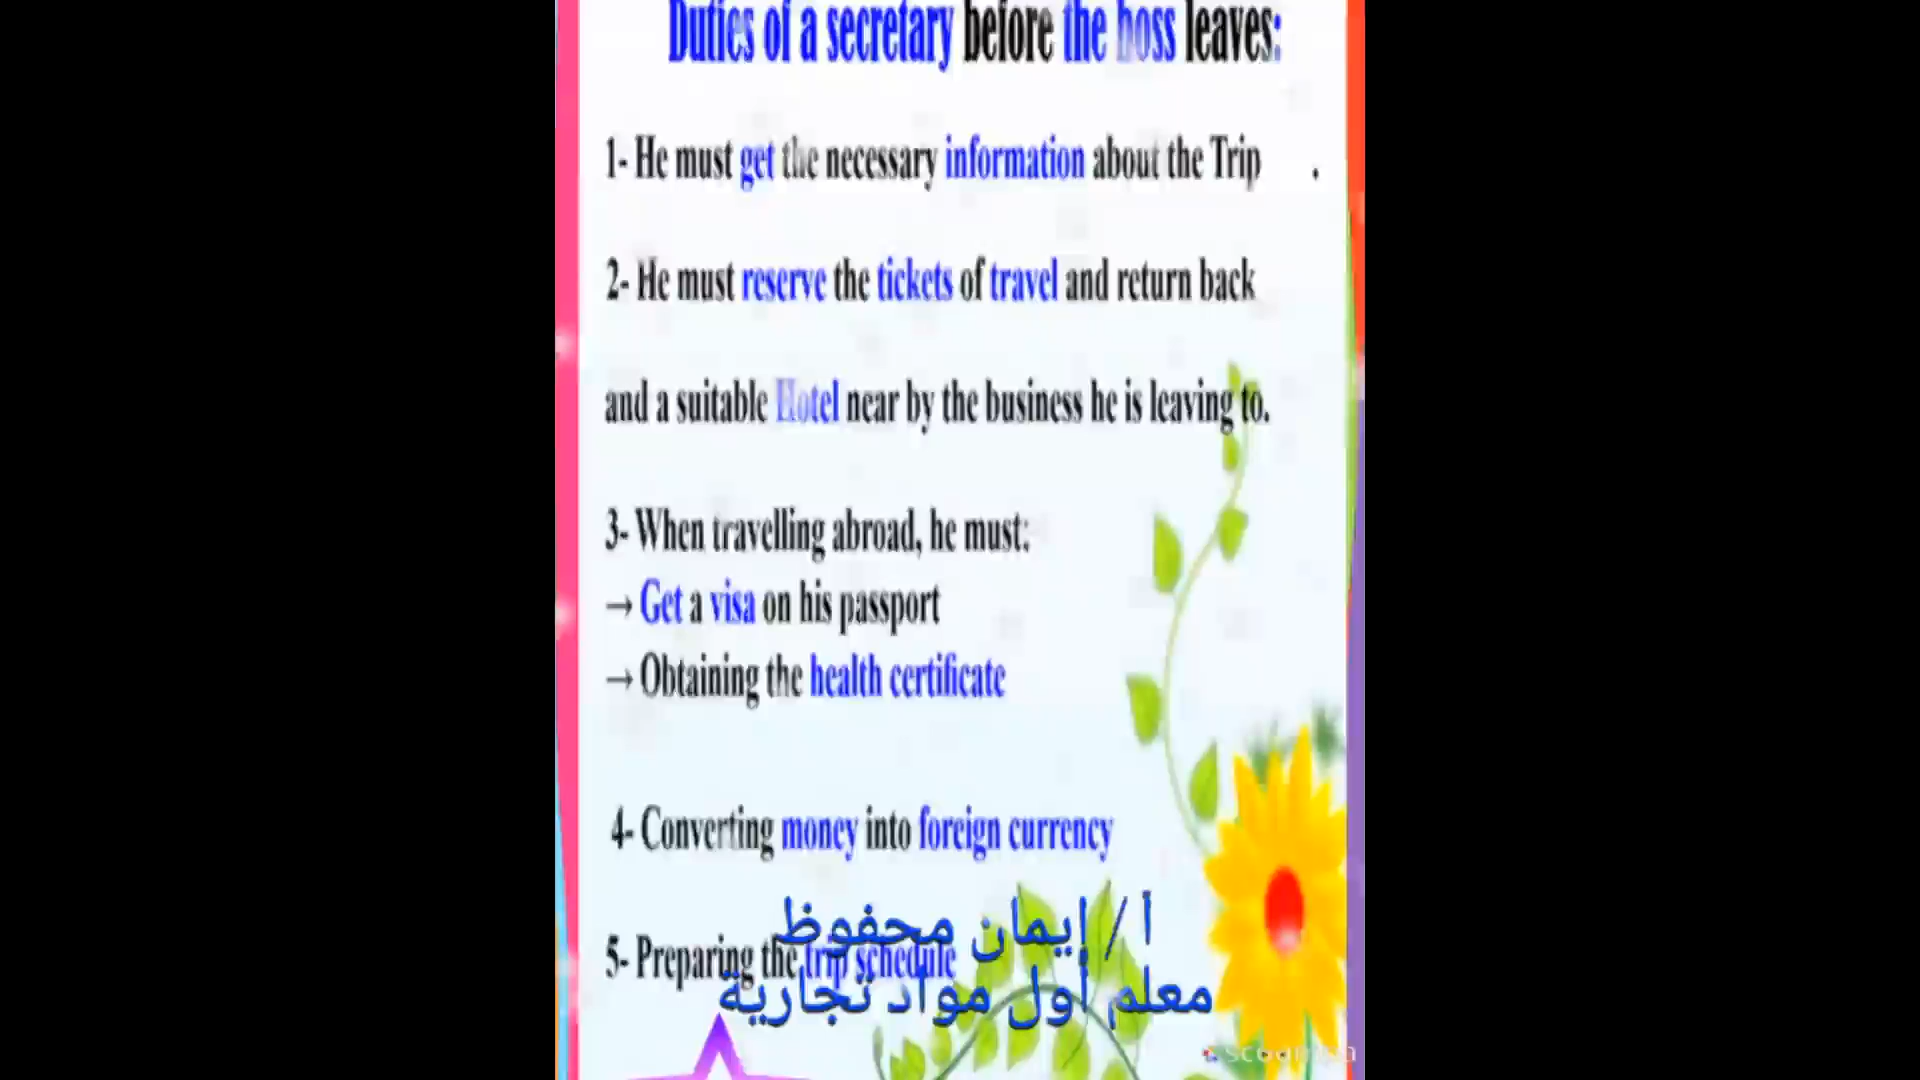 Duties of a secretary before the boss leaves:
1- He must get the necessary information about the Trip .
2- He must reserve the tickets of travel and return back
and a suitable Hotel near by the business he is leaving to.
3- When travelling abroad, he must:
→ Get a visa on his passport
→ Obtaining the health certificate
4- Converting money into foreign currency
أ / إيمان محفوظ
5- Preparing the trip schedule
معلم أول مواد تجارية